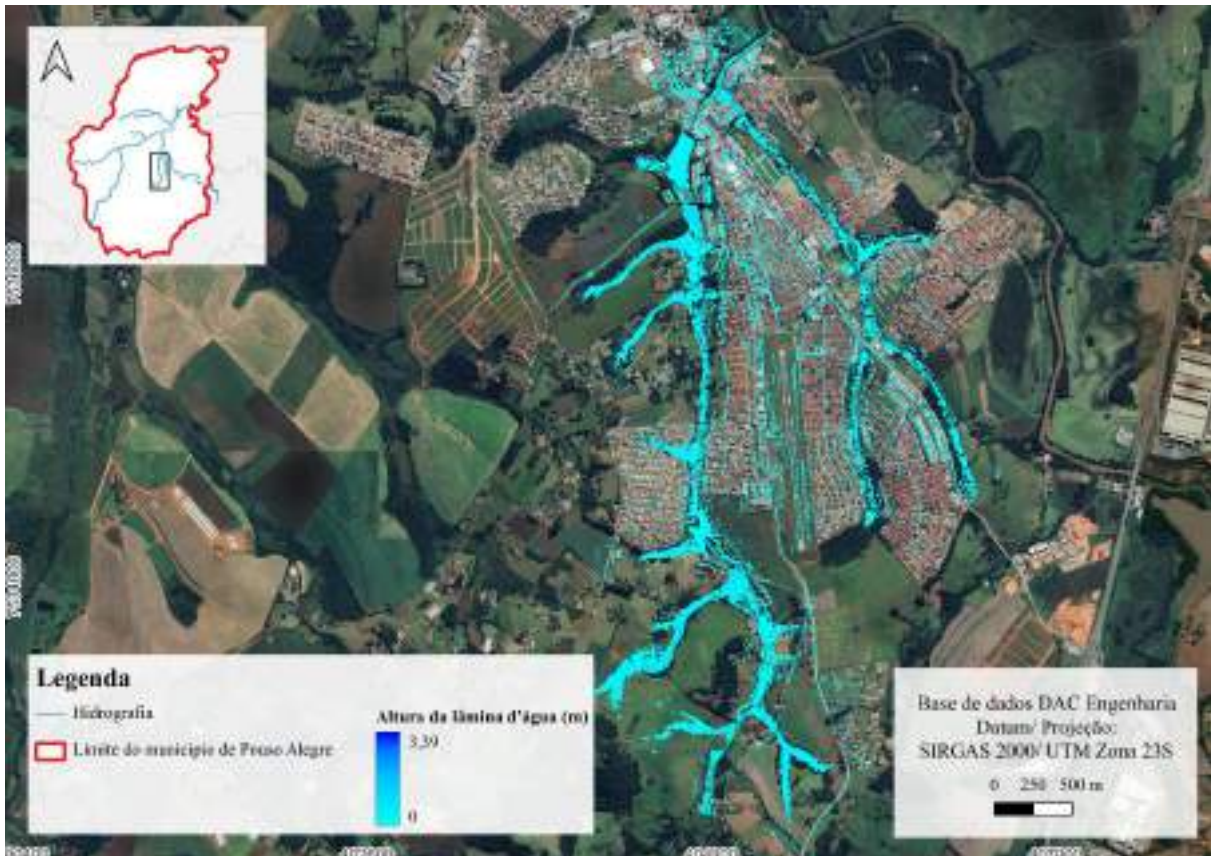 Legenda
Hidrografia
Limite do município de Pouso Alegre
Altura da lâmina d'água (m)
3,39
0
Base de dados DAC Engenharia
Datum/ Projeção:
SIRGAS 2000/ UTM Zona 23S
0 250 500 m